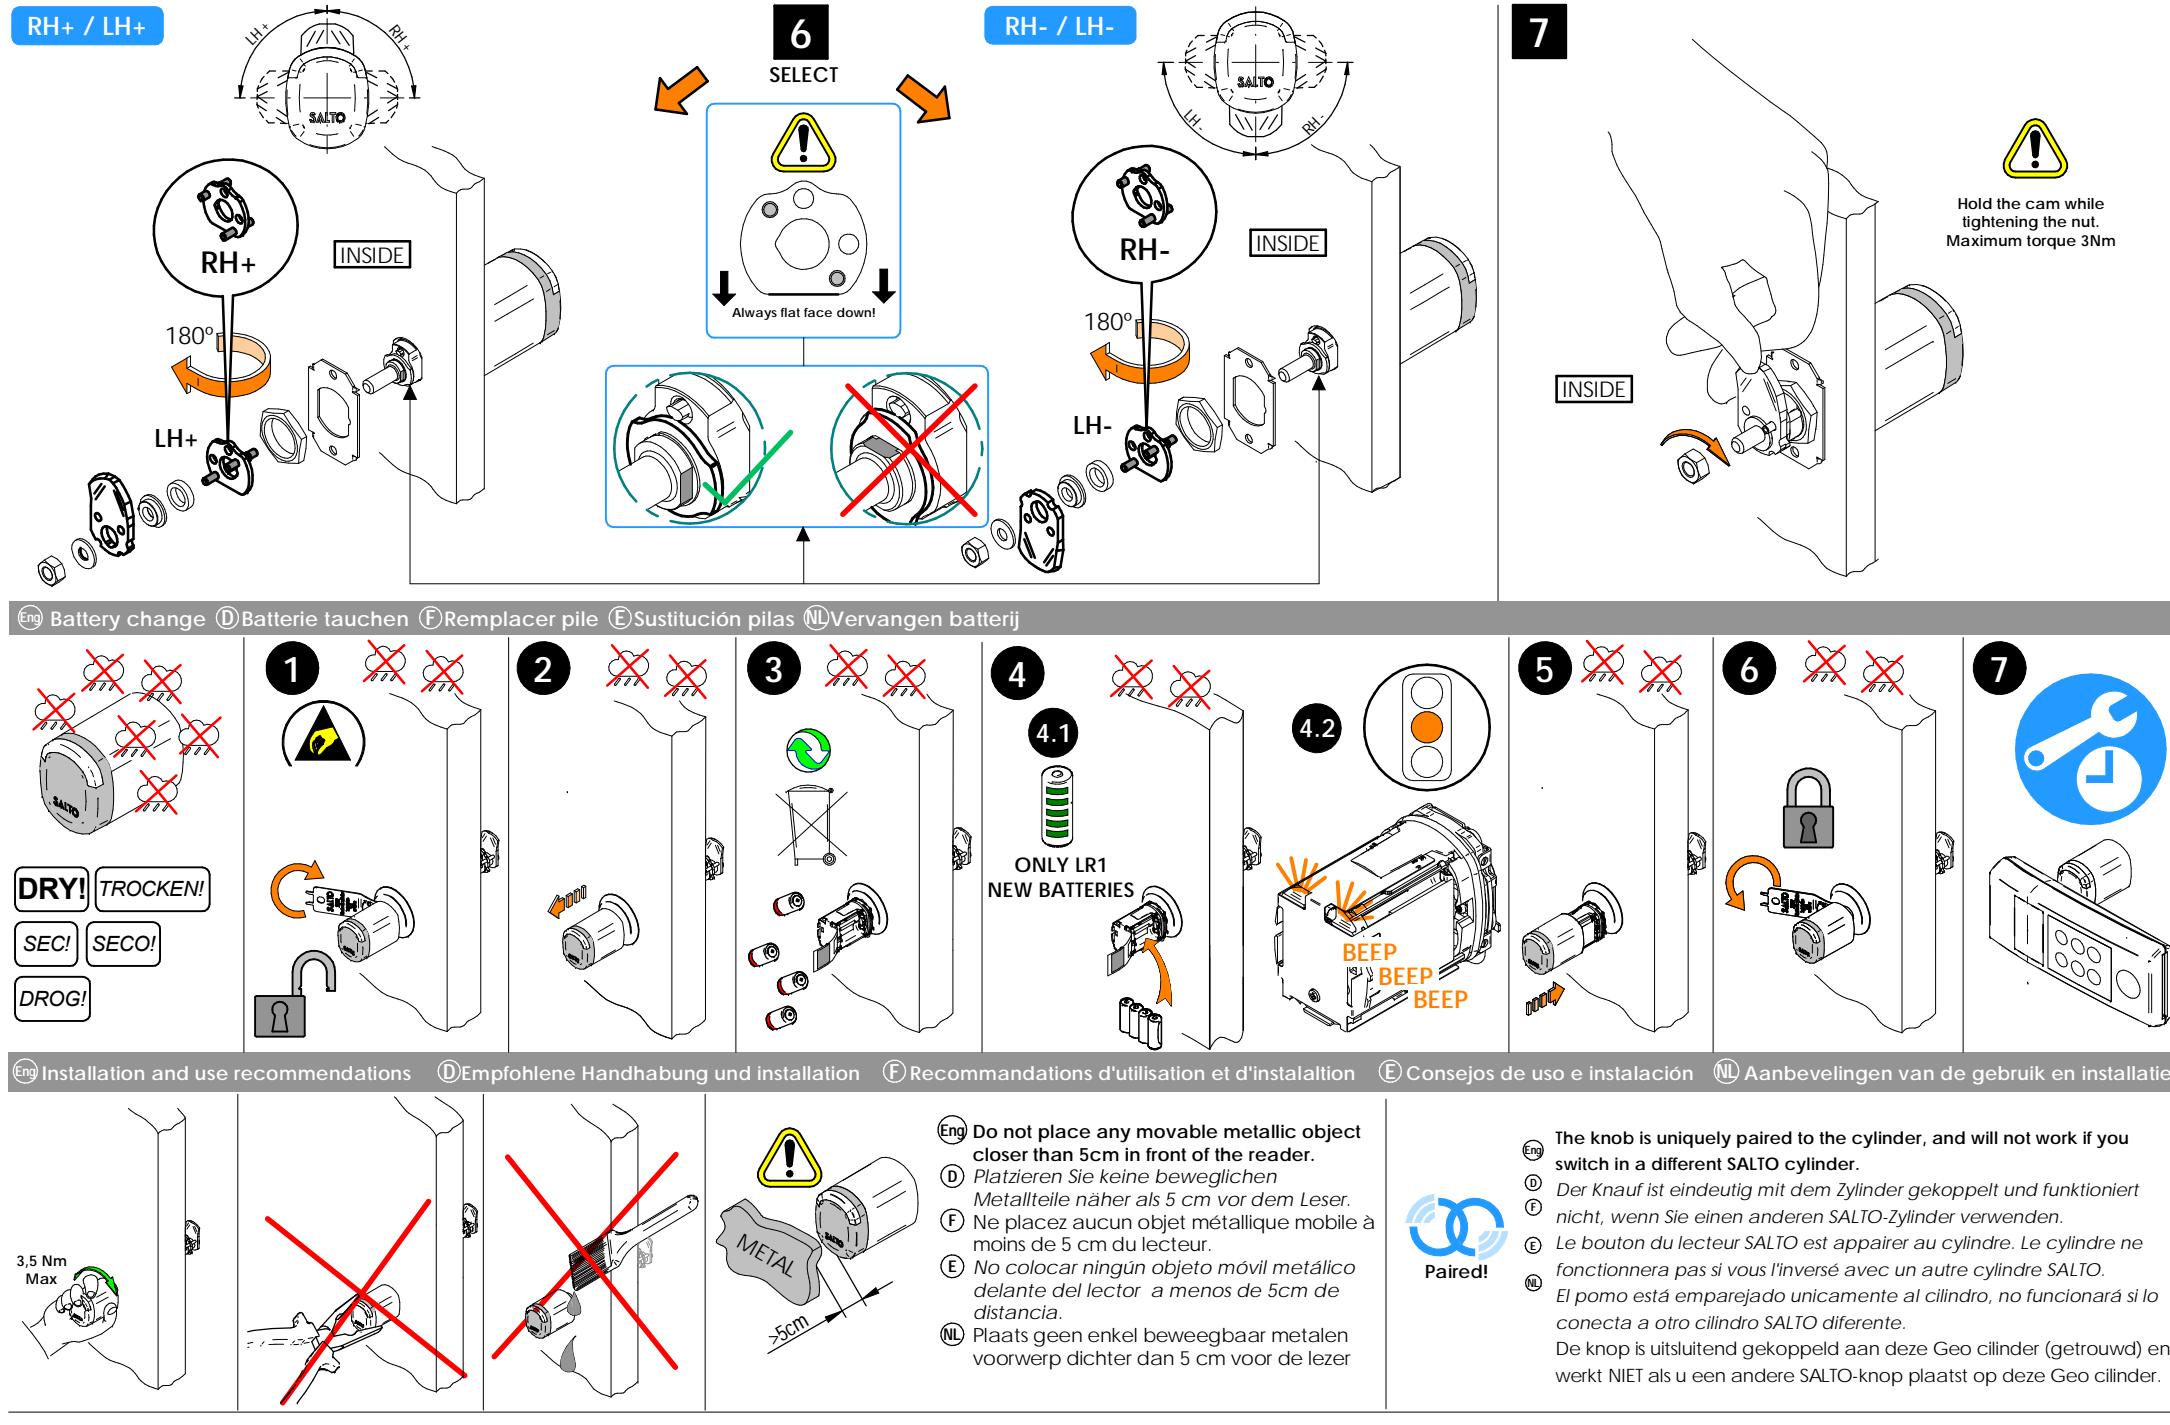 RH+ / LH+
LH+
RH+
SALTO
6
SELECT
RH- / LH-
SALTO
LH-
RH-
7
RH+
INSIDE
180º
LH+
Always flat face down!
RH-
INSIDE
180º
LH-
Hold the cam while
tightening the nut.
Maximum torque 3Nm
INSIDE
Eng Battery change D Batterie tauchen F Remplacer pile E Sustitución pilas NL Vervangen batterij
SALTO
DRY! TROCKEN!
SEC! SECO!
DROG!
1
SALTO
2
3
4
4.1
ONLY LR1
NEW BATTERIES
4.2
BEEP
BEEP
BEEP
5
6
SALTO
7
Eng Installation and use recommendations D Empfohlene Handhabung und installation F Recommandations d'utilisation et d'instalaltion E Consejos de uso e instalación NL Aanbevelingen van de gebruik en installatie
3,5 Nm
Max
METAL
SALTO
>5cm
Eng Do not place any movable metallic object
closer than 5cm in front of the reader.
D Platzieren Sie keine beweglichen
Metallteile näher als 5 cm vor dem Leser.
F Ne placez aucun objet métallique mobile à
moins de 5 cm du lecteur.
E No colocar ningún objeto móvil metálico
delante del lector a menos de 5cm de
distancia.
NL Plaats geen enkel beweegbaar metalen
voorwerp dichter dan 5 cm voor de lezer
Paired!
Eng
D
F
E
NL
The knob is uniquely paired to the cylinder, and will not work if you
switch in a different SALTO cylinder.
Der Knauf ist eindeutig mit dem Zylinder gekoppelt und funktioniert
nicht, wenn Sie einen anderen SALTO-Zylinder verwenden.
Le bouton du lecteur SALTO est appairer au cylindre. Le cylindre ne
fonctionnera pas si vous l'inversé avec un autre cylindre SALTO.
El pomo está emparejado unicamente al cilindro, no funcionará si lo
conecta a otro cilindro SALTO diferente.
De knop is uitsluitend gekoppeld aan deze Geo cilinder (getrouwd) en
werkt NIET als u een andere SALTO-knop plaatst op deze Geo cilinder.